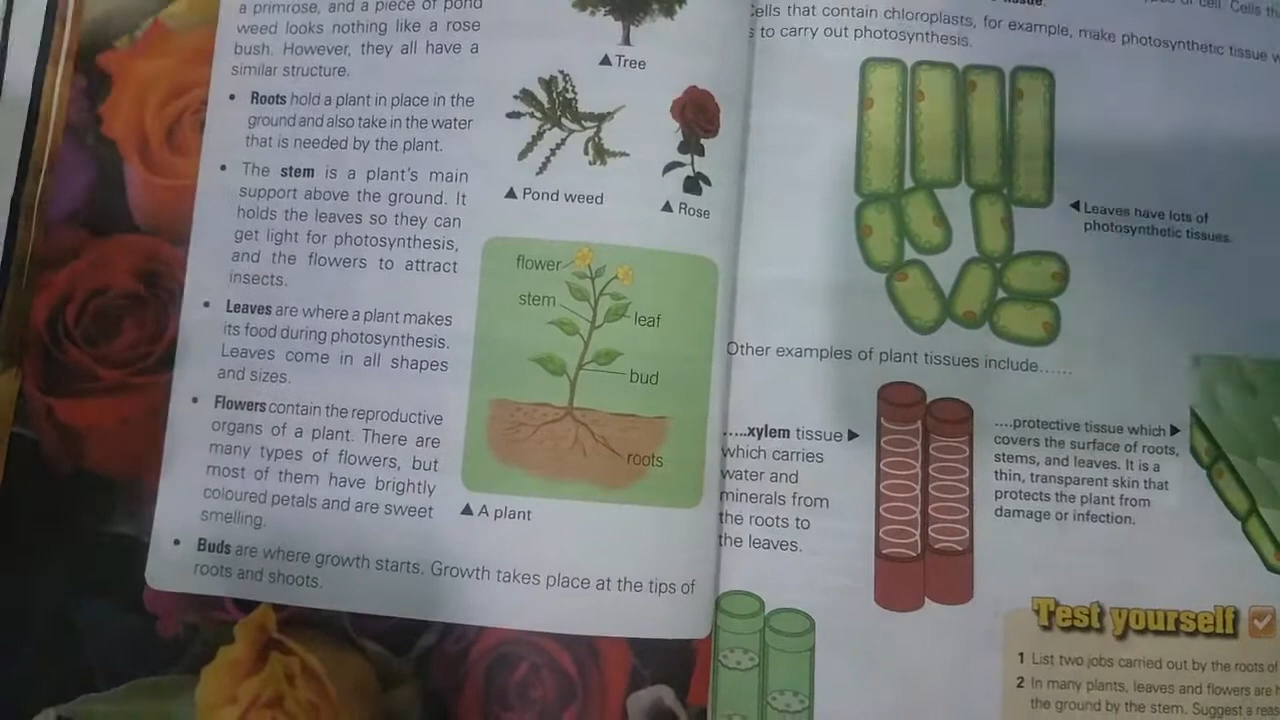 a primrose, and a piece of pond
weed looks nothing like a rose
bush. However, they all have a
similar structure.
• Roots hold a plant in place in the
ground and also take in the water
that is needed by the plant.
• The stem is a plant's main
support above the ground. It
holds the leaves so they can
get light for photosynthesis,
and the flowers to attract
insects.
• Leaves are where a plant makes
its food during photosynthesis.
Leaves come in all shapes
and sizes.
• Flowers contain the reproductive
organs of a plant. There are
many types of flowers, but
most of them have brightly
coloured petals and are sweet
smelling.
• Buds are where growth starts. Growth takes place at the tips of
roots and shoots.
▲ Tree
▲ Pond weed
▲ Rose
flower
stem
leaf
bud
roots
▲ A plant
of cell. Cells
Cells that contain chloroplasts, for example, make photosynthetic tissue
to carry out photosynthesis.
◀ Leaves have lots of
photosynthetic tissues.
Other examples of plant tissues include......
.....xylem tissue ▶
which carries
water and
minerals from
the roots to
the leaves.
....protective tissue which ▶
covers the surface of roots,
stems, and leaves. It is a
thin, transparent skin that
protects the plant from
damage or infection.
Test yourself
1 List two jobs carried out by the roots of
2 In many plants, leaves and flowers are
the ground by the stem. Suggest a